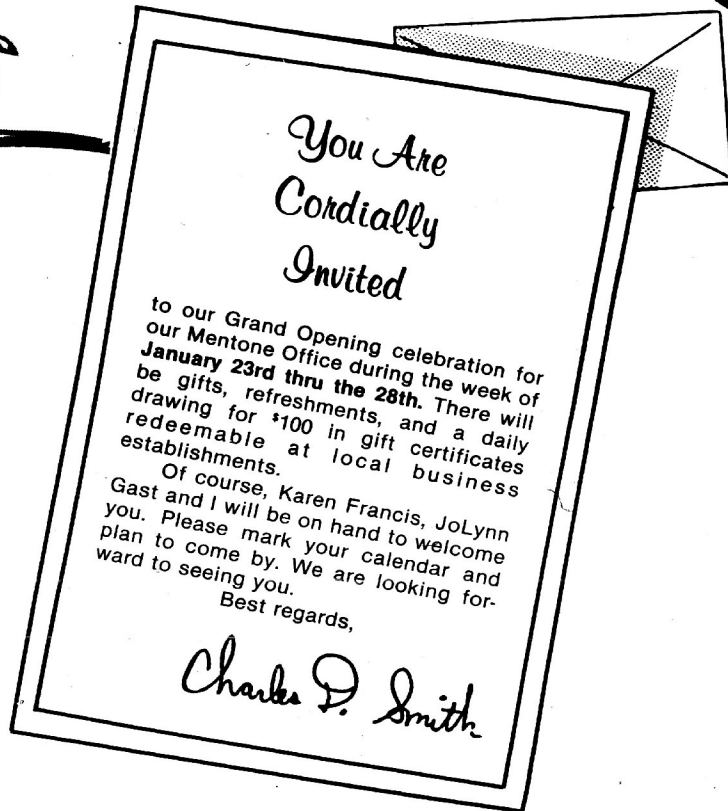 You Are
Cordially
Invited
to our Grand Opening celebration for
our Mentone Office during the week of
January 23rd thru the 28th. There will
be gifts, refreshments, and a daily
drawing for $100 in gift certificates
redeemable at local business
establishments.
Of course, Karen Francis, JoLynn
Gast and I will be on hand to welcome
you. Please mark your calendar and
plan to come by. We are looking for-
ward to seeing you.
Best regards,
Charles D. Smith